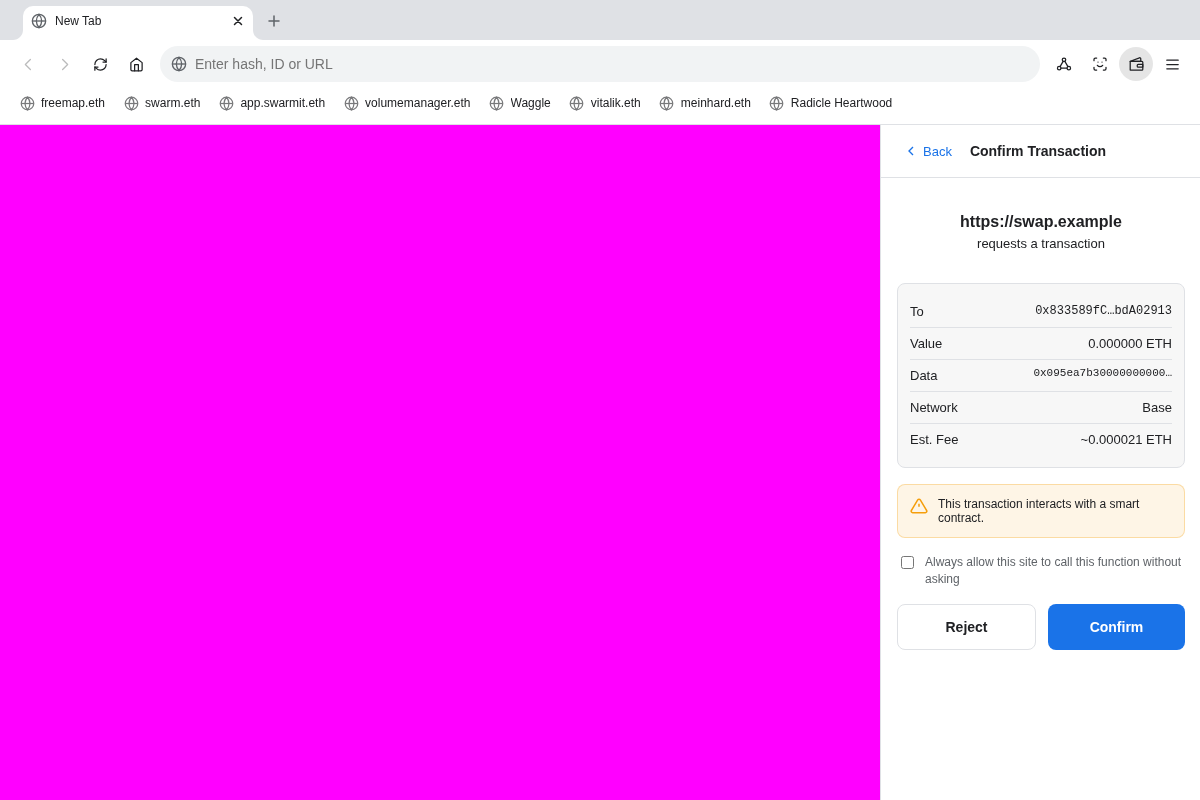 New Tab
Enter hash, ID or URL
freemap.eth
swarm.eth
app.swarmit.eth
volumemanager.eth
Waggle
vitalik.eth
meinhard.eth
Radicle Heartwood
Back
Confirm Transaction
https://swap.example
requests a transaction
To
0x833589fC…bdA02913
Value
0.000000 ETH
Data
0x095ea7b30000000000…
Network
Base
Est. Fee
~0.000021 ETH
This transaction interacts with a smart
contract.
Always allow this site to call this function without
asking
Reject
Confirm